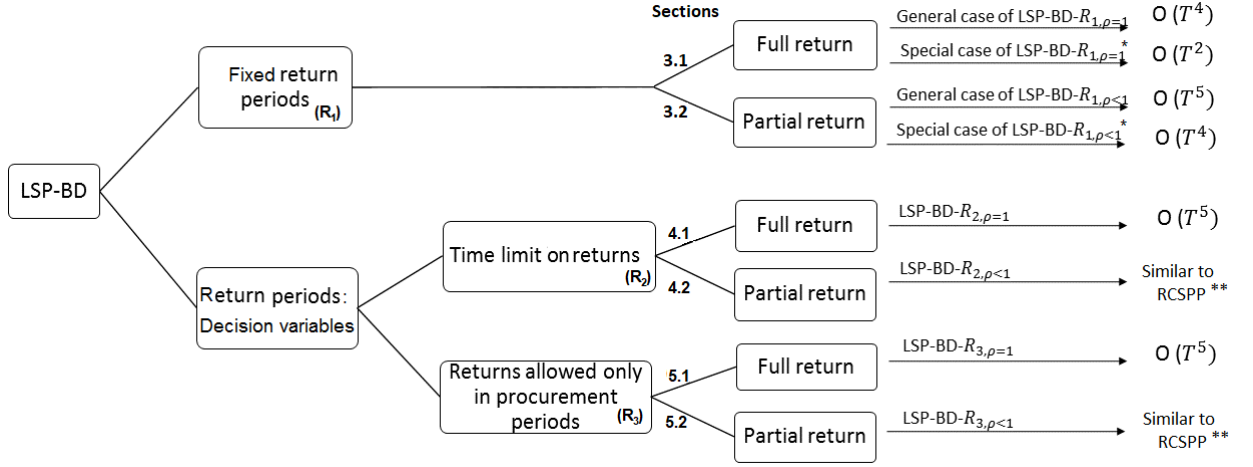 Sections
General case of LSP-BD-R₁,ρ=1
O (T⁴)
Full return
Special case of LSP-BD-R₁,ρ=1*
O (T²)
3.1
Fixed return
periods
(R₁)
General case of LSP-BD-R₁,ρ<1
O (T⁵)
3.2
Partial return
Special case of LSP-BD-R₁,ρ<1*
O (T⁴)
LSP-BD
LSP-BD-R₂,ρ=1
O (T⁵)
4.1
Full return
Time limit on returns
(R₂)
LSP-BD-R₂,ρ<1
Similar to
RCSPP **
4.2
Partial return
Return periods:
Decision variables
LSP-BD-R₃,ρ=1
O (T⁵)
Full return
5.1
Returns allowed only
in procurement
periods
(R₃)
5.2
LSP-BD-R₃,ρ<1
Similar to
RCSPP **
Partial return